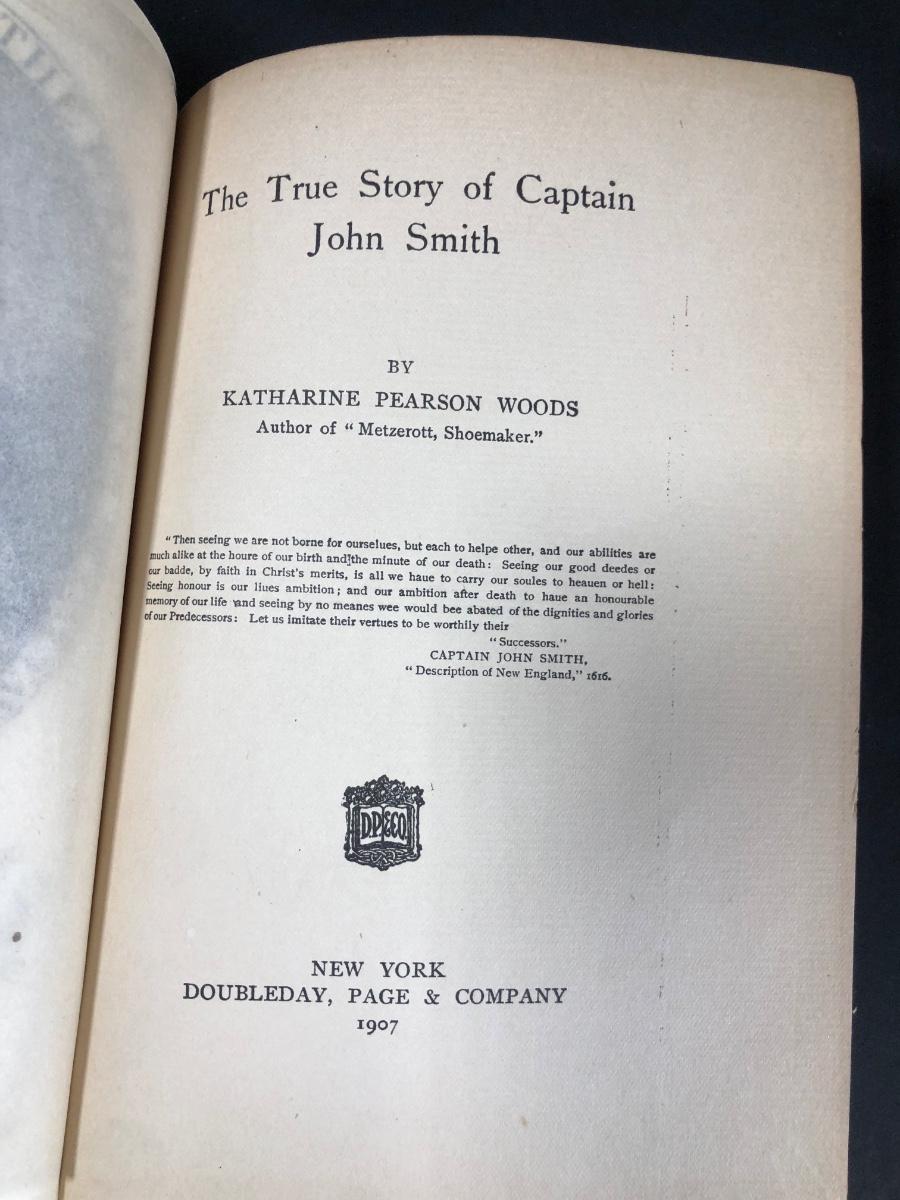 The True Story of Captain
John Smith
BY
KATHARINE PEARSON WOODS
Author of "Metzerott, Shoemaker."
"Then seeing we are not borne for ourselues, but each to helpe other, and our abilities are
much alike at the houre of our birth and]the minute of our death: Seeing our good deedes or
our badde, by faith in Christ's merits, is all we haue to carry our soules to heauen or hell:
Seeing honour is our liues ambition; and our ambition after death to haue an honourable
memory of our life and seeing by no meanes wee would bee abated of the dignities and glories
of our Predecessors: Let us imitate their vertues to be worthily their
"Successors."
CAPTAIN JOHN SMITH,
"Description of New England," 1616.
D.P.&CO.
NEW YORK
DOUBLEDAY, PAGE & COMPANY
1907